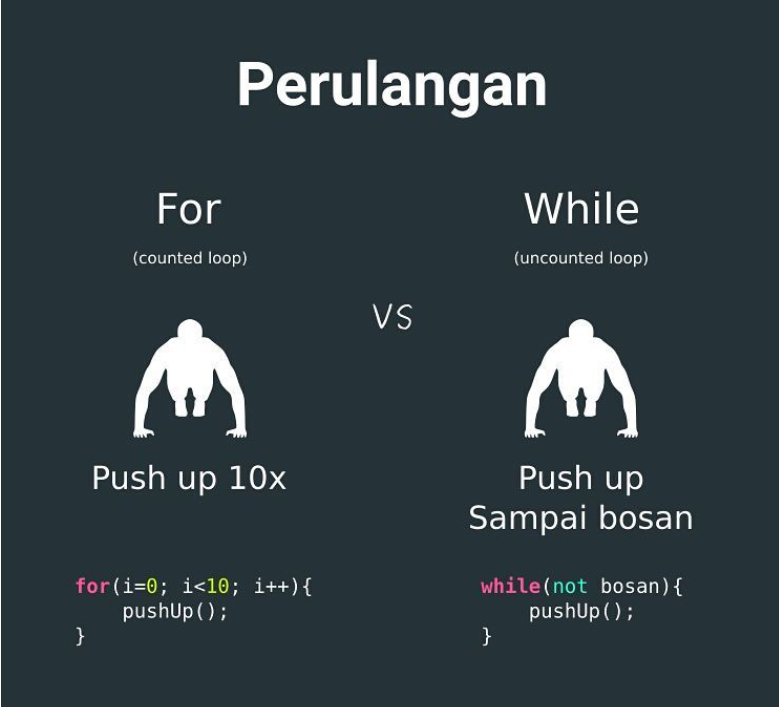 Perulangan
For
(counted loop)
While
(uncounted loop)
VS
Push up 10x
Push up
Sampai bosan
for(i=0; i<10; i++){
    pushUp();
}
while(not bosan){
    pushUp();
}